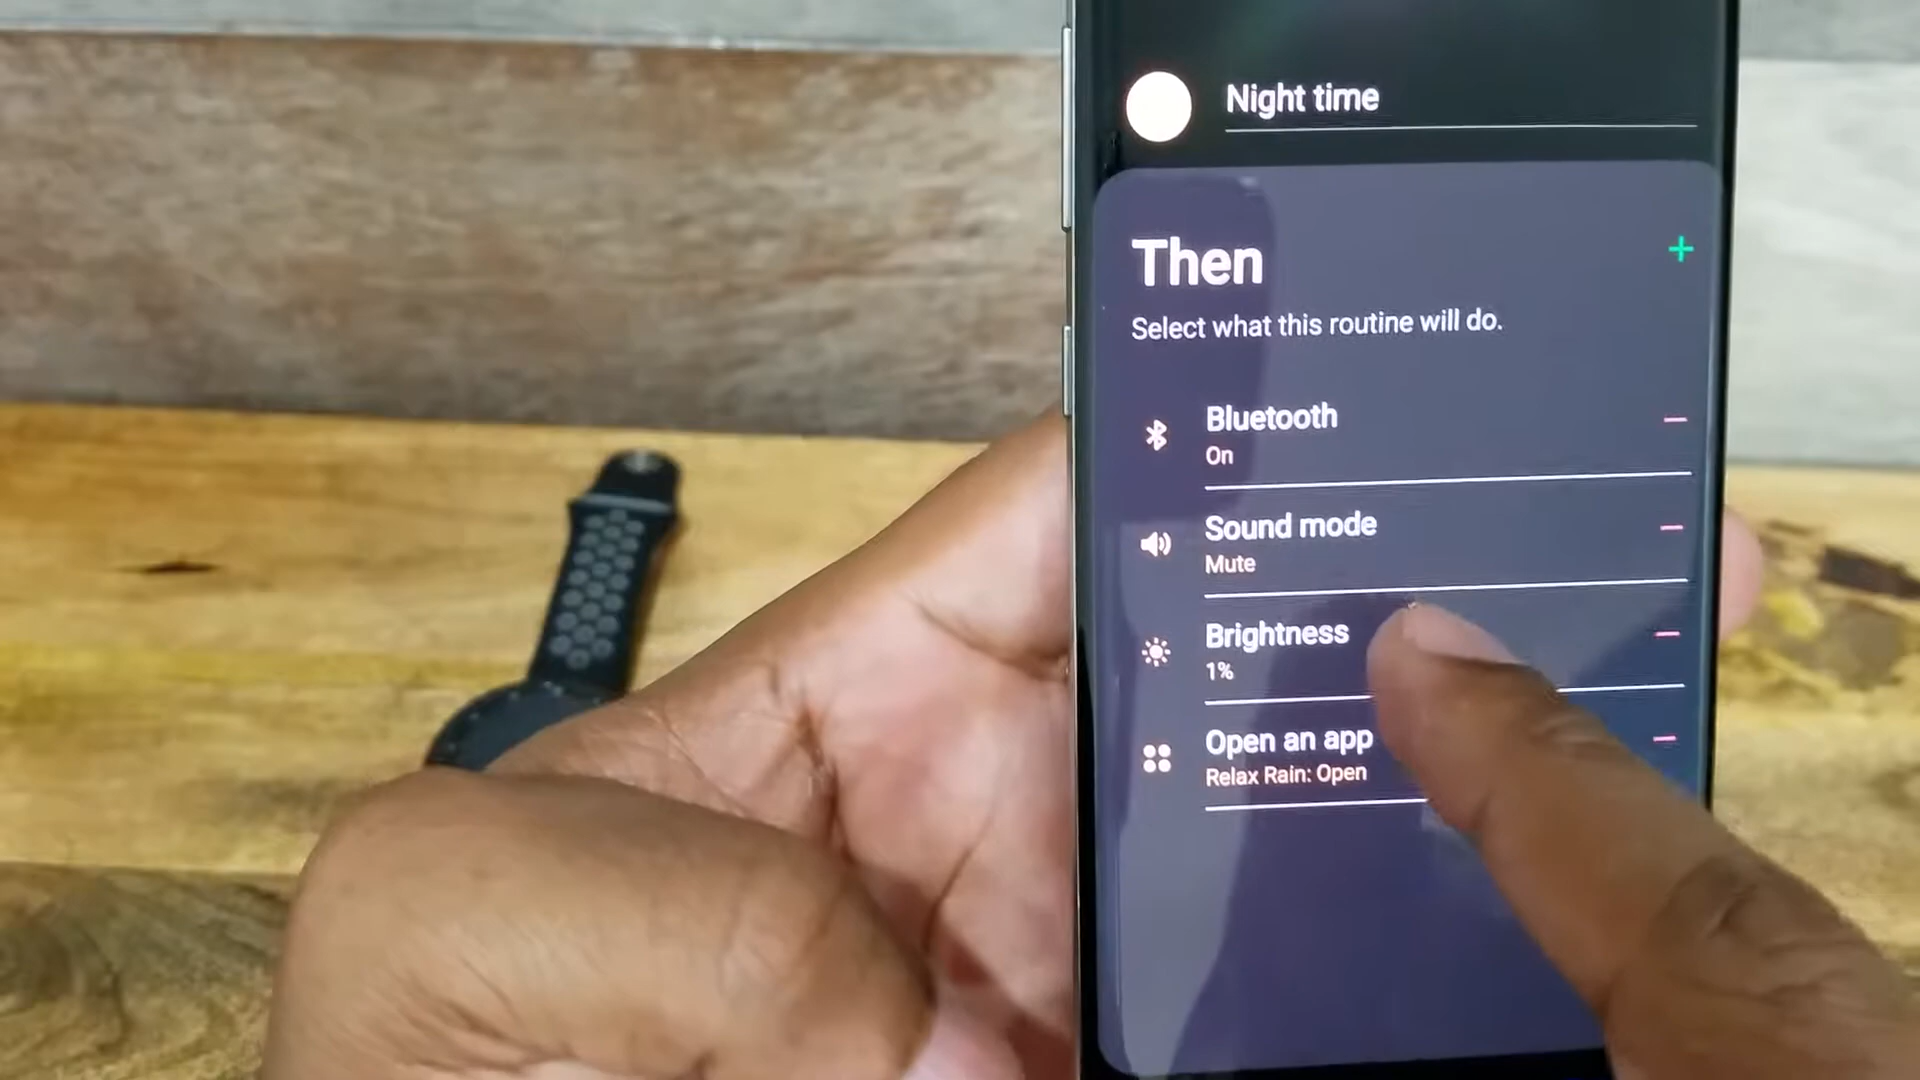 Night time
Then
Select what this routine will do.
Bluetooth
On
Sound mode
Mute
Brightness
1%
Open an app
Relax Rain: Open